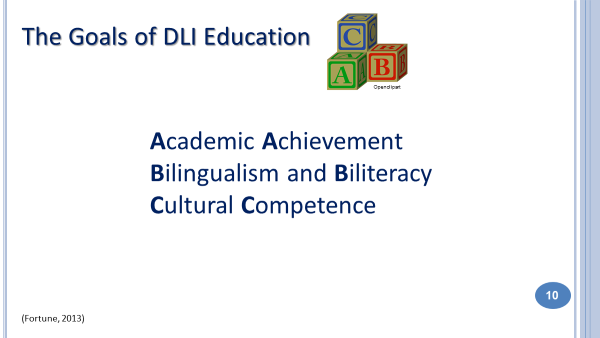 The Goals of DLI Education
C
A
B
Openclipart
Academic Achievement
Bilingualism and Biliteracy
Cultural Competence
10
(Fortune, 2013)